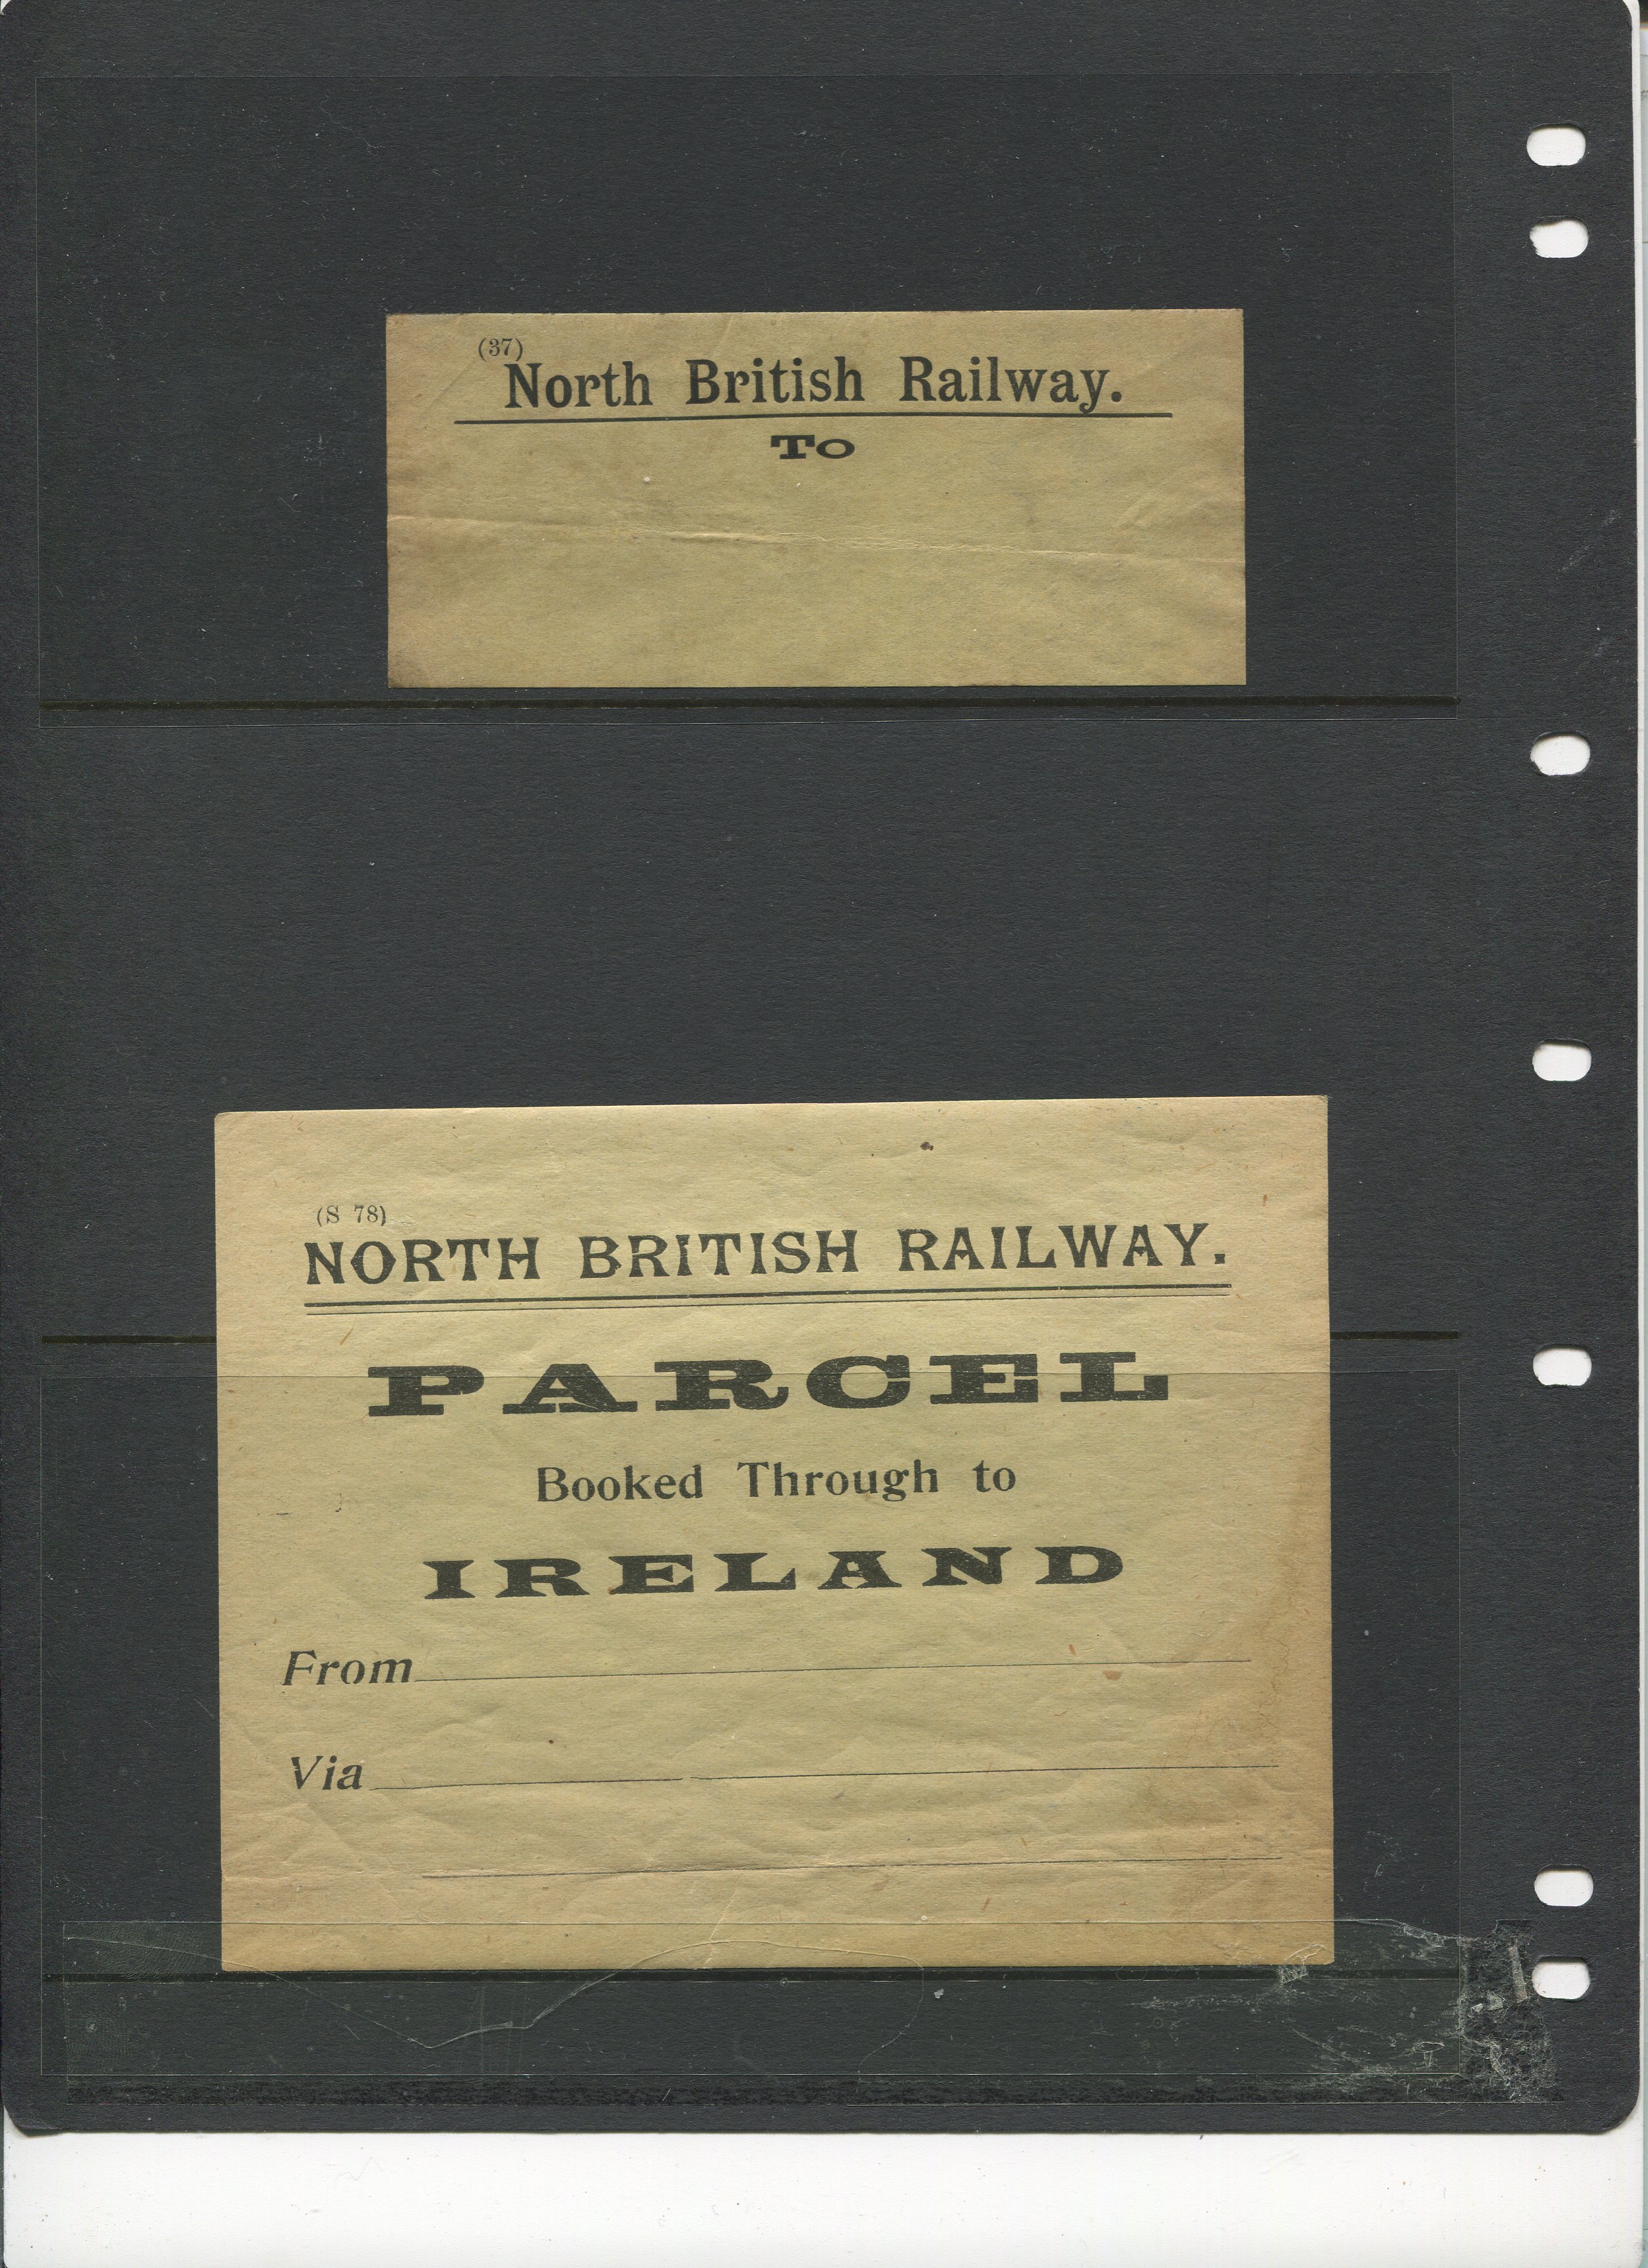 (37)
North British Railway.
To
(S 78)
NORTH BRITISH RAILWAY.
PARCEL
Booked Through to
IRELAND
From
Via